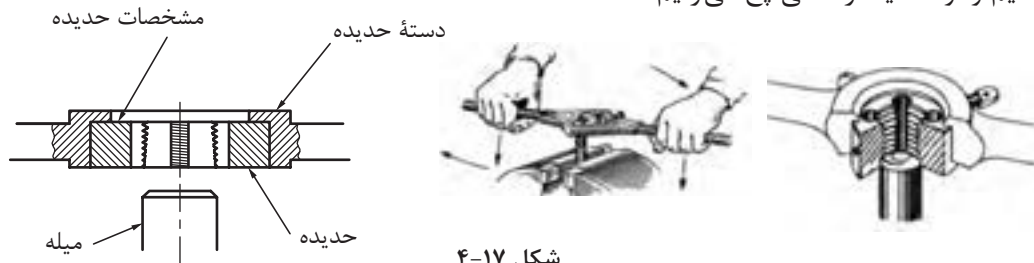 مشخصات حدیده
دستهٔ حدیده
میله
حدیده
شکل ۱۷-۴